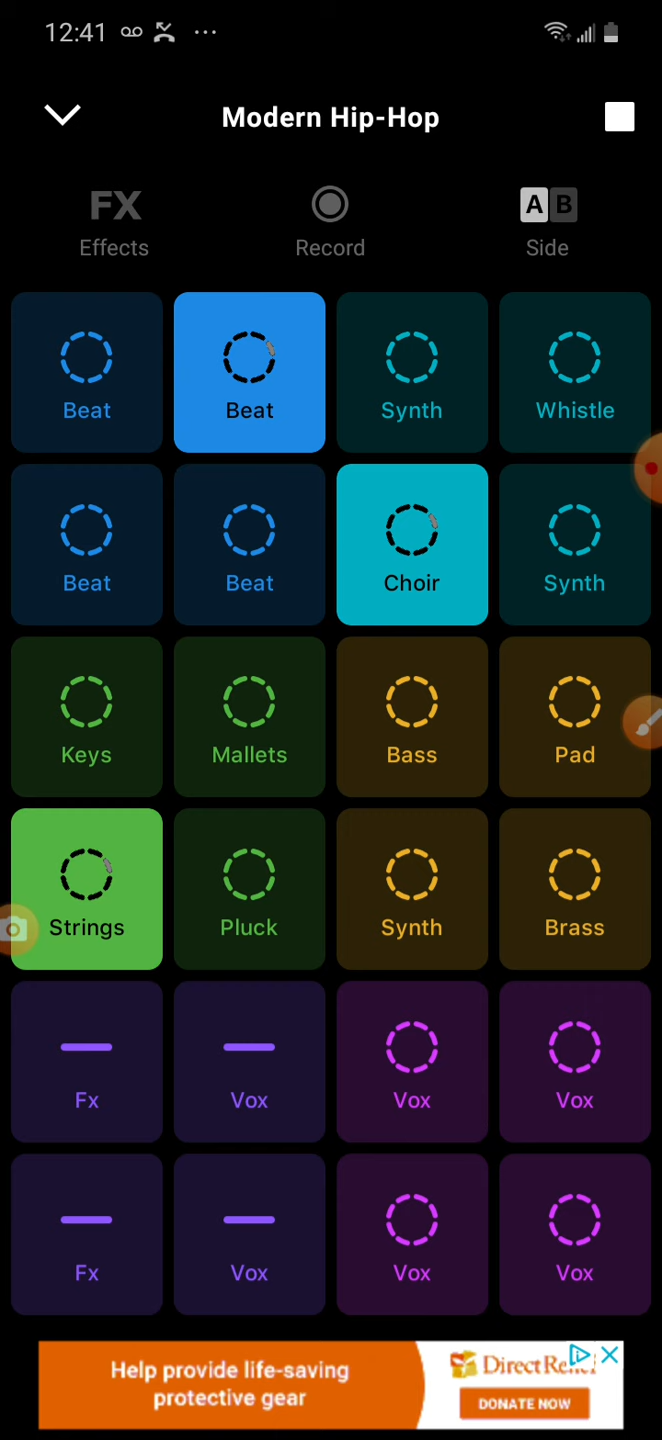 12:41
Modern Hip-Hop
FX
A B
Effects
Record
Side
Beat
Beat
Synth
Whistle
Beat
Beat
Choir
Synth
Keys
Mallets
Bass
Pad
Strings
Pluck
Synth
Brass
Fx
Vox
Vox
Vox
Fx
Vox
Vox
Vox
Help provide life-saving
protective gear
DONATE NOW